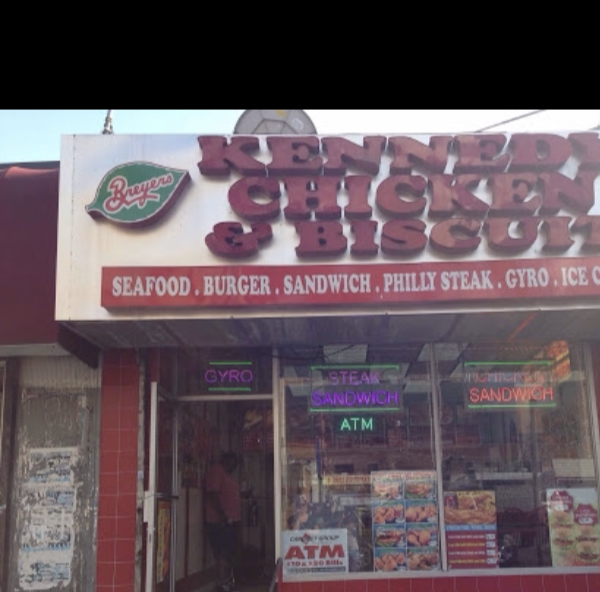 Breyers
KENNEDY
CHICKEN
& BISCUIT
SEAFOOD . BURGER . SANDWICH . PHILLY STEAK . GYRO . ICE C
GYRO
STEAK
SANDWICH
ATM
SANDWICH
ATM